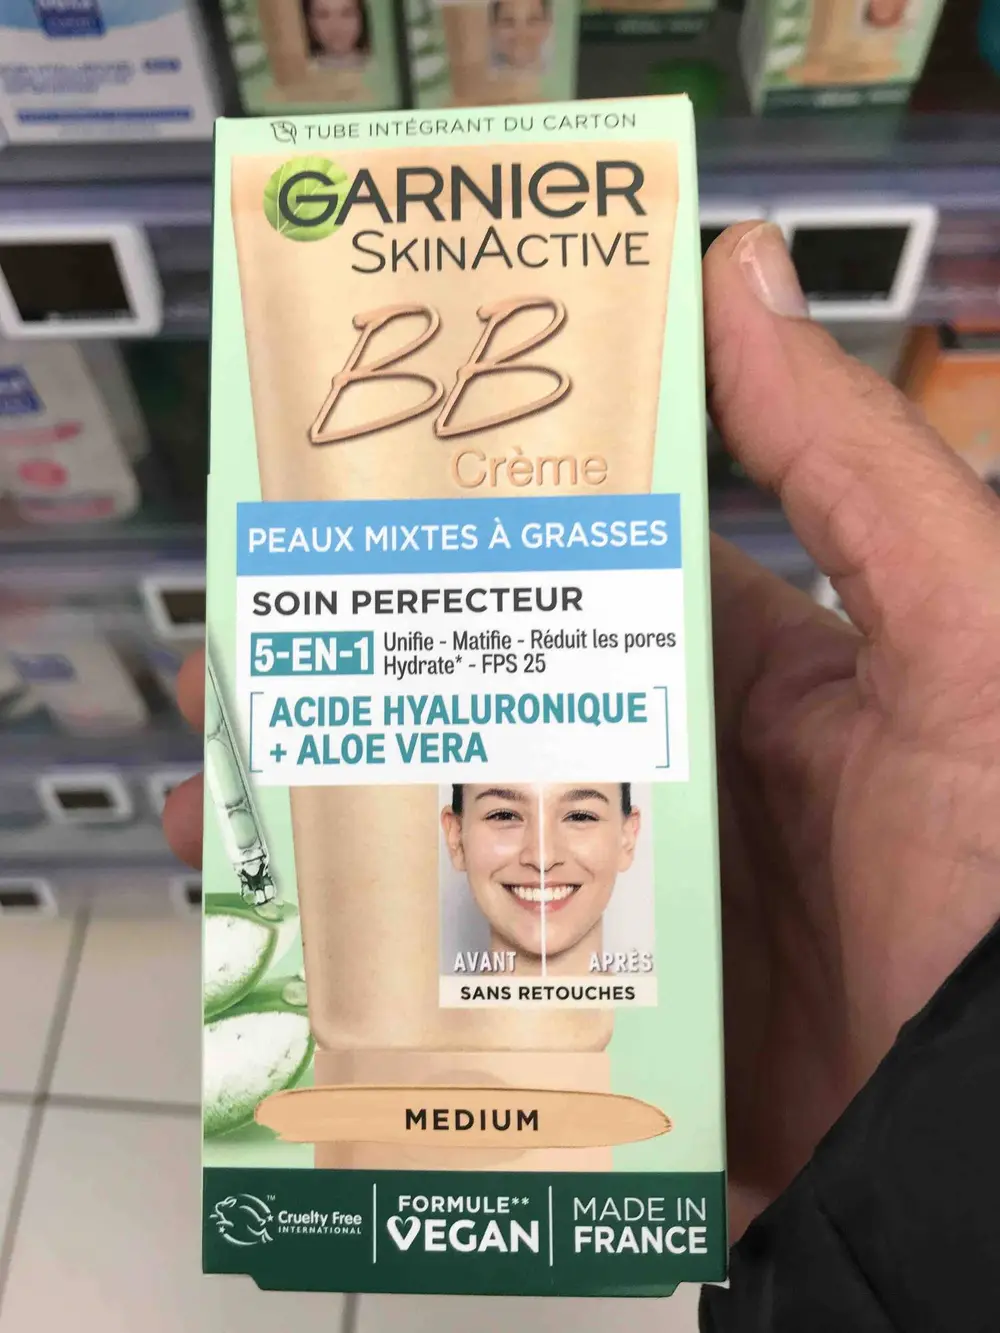 TUBE INTÉGRANT DU CARTON
GARNIER
SKINACTIVE
BB
Crème
PEAUX MIXTES À GRASSES
SOIN PERFECTEUR
5-EN-1
Unifie - Matifie - Réduit les pores
Hydrate* - FPS 25
ACIDE HYALURONIQUE
+ ALOE VERA
AVANT APRÈS
SANS RETOUCHES
MEDIUM
TM
Cruelty Free
INTERNATIONAL
FORMULE**
VEGAN
MADE IN
FRANCE